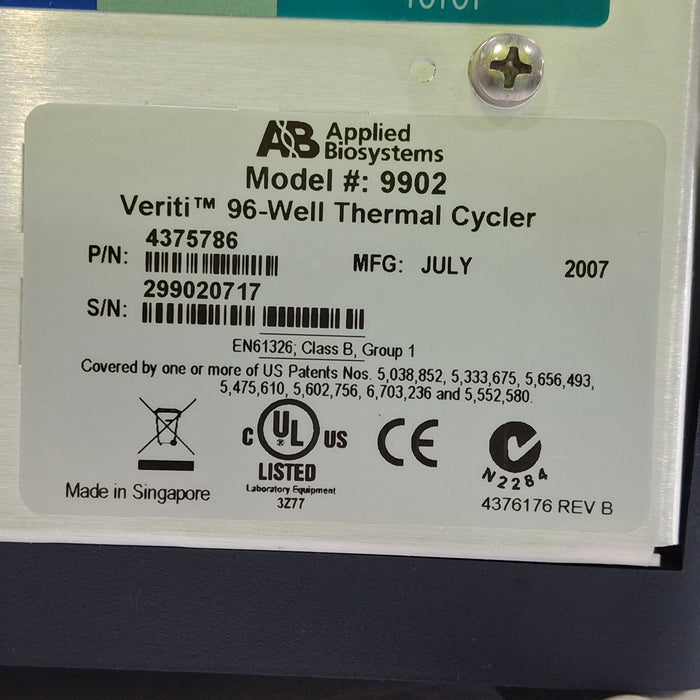 AB Applied
Biosystems
Model #: 9902
Veriti™ 96-Well Thermal Cycler
P/N: 4375786
MFG: JULY 2007
S/N: 299020717
EN61326; Class B, Group 1
Covered by one or more of US Patents Nos. 5,038,852, 5,333,675, 5,656,493,
5,475,610, 5,602,756, 6,703,236 and 5,552,580.
C UL US
LISTED
Laboratory Equipment
3Z77
CE
N2284
Made in Singapore
4376176 REV B